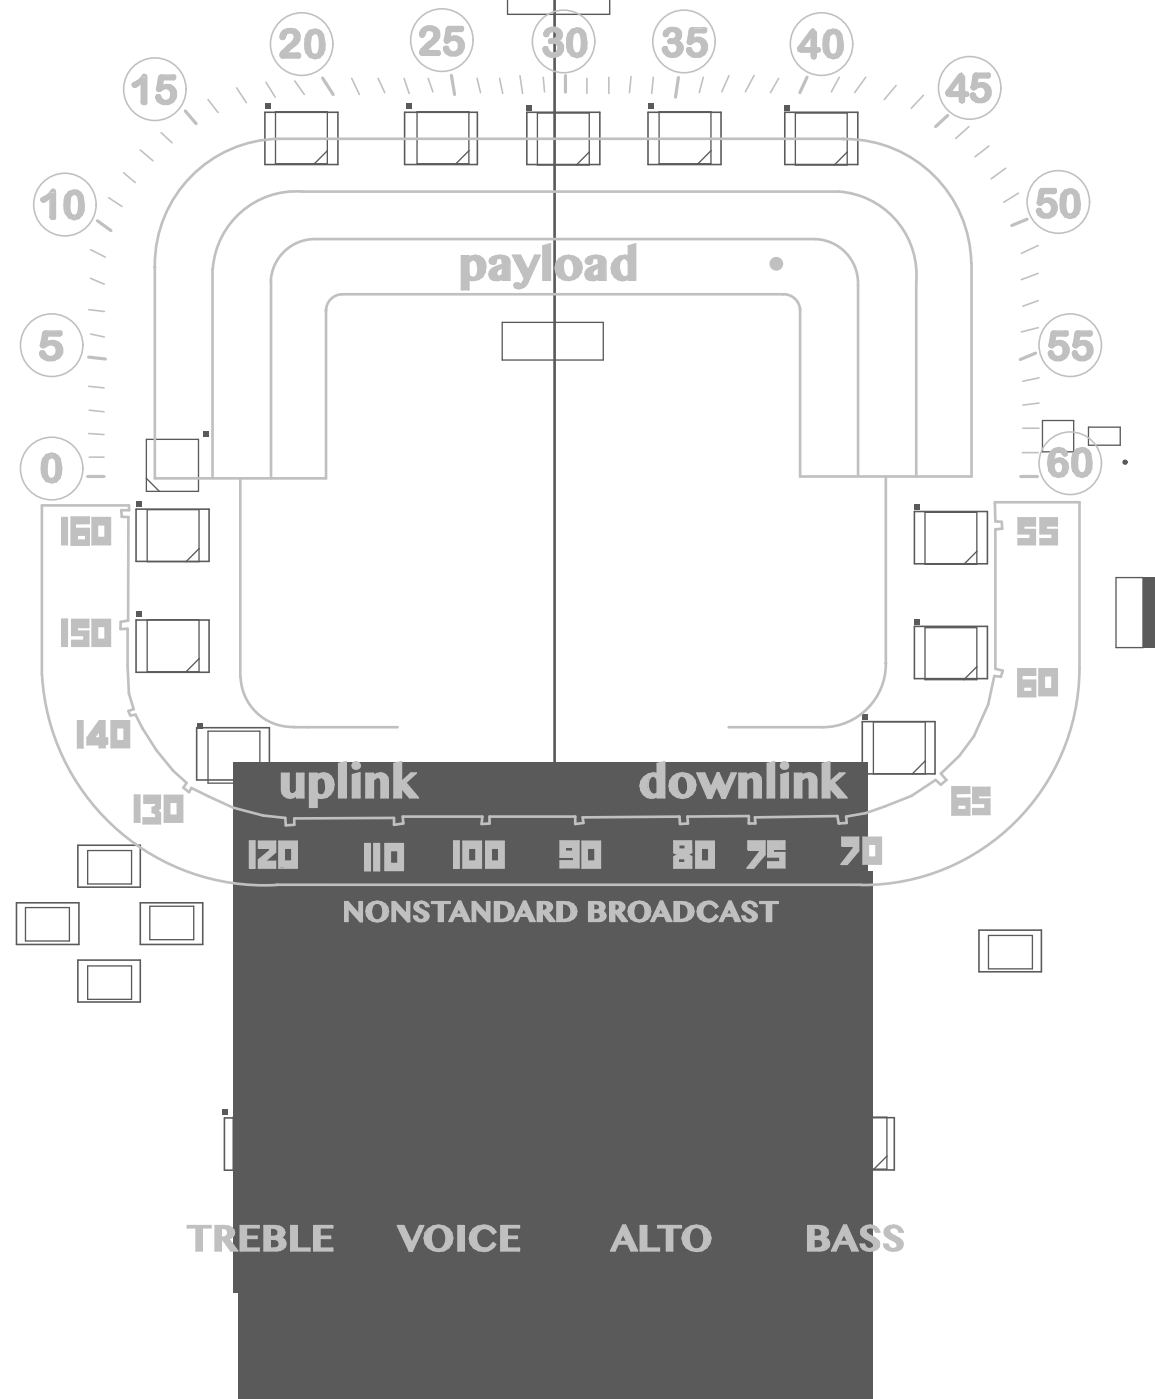 20 25 30 35 40
15 45
10 50
payload
5 55
0 60
160 55
150 60
140
130 65
uplink downlink
120 110 100 90 80 75 70
NONSTANDARD BROADCAST
TREBLE VOICE ALTO BASS